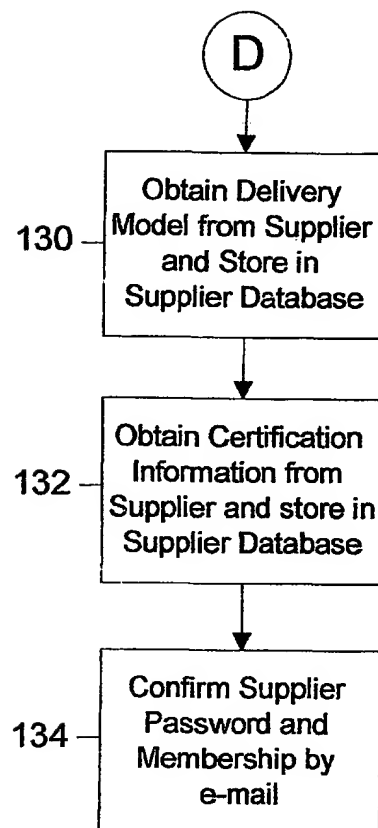 D
130
Obtain Delivery
Model from Supplier
and Store in
Supplier Database
132
Obtain Certification
Information from
Supplier and store in
Supplier Database
134
Confirm Supplier
Password and
Membership by
e-mail